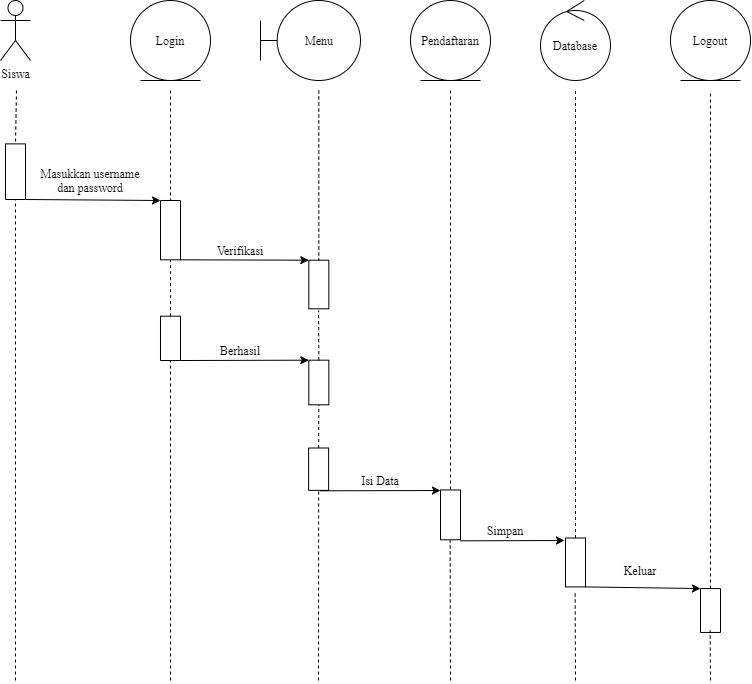 Siswa
Login
Menu
Pendaftaran
Database
Logout
Masukkan username
dan password
Verifikasi
Berhasil
Isi Data
Simpan
Keluar